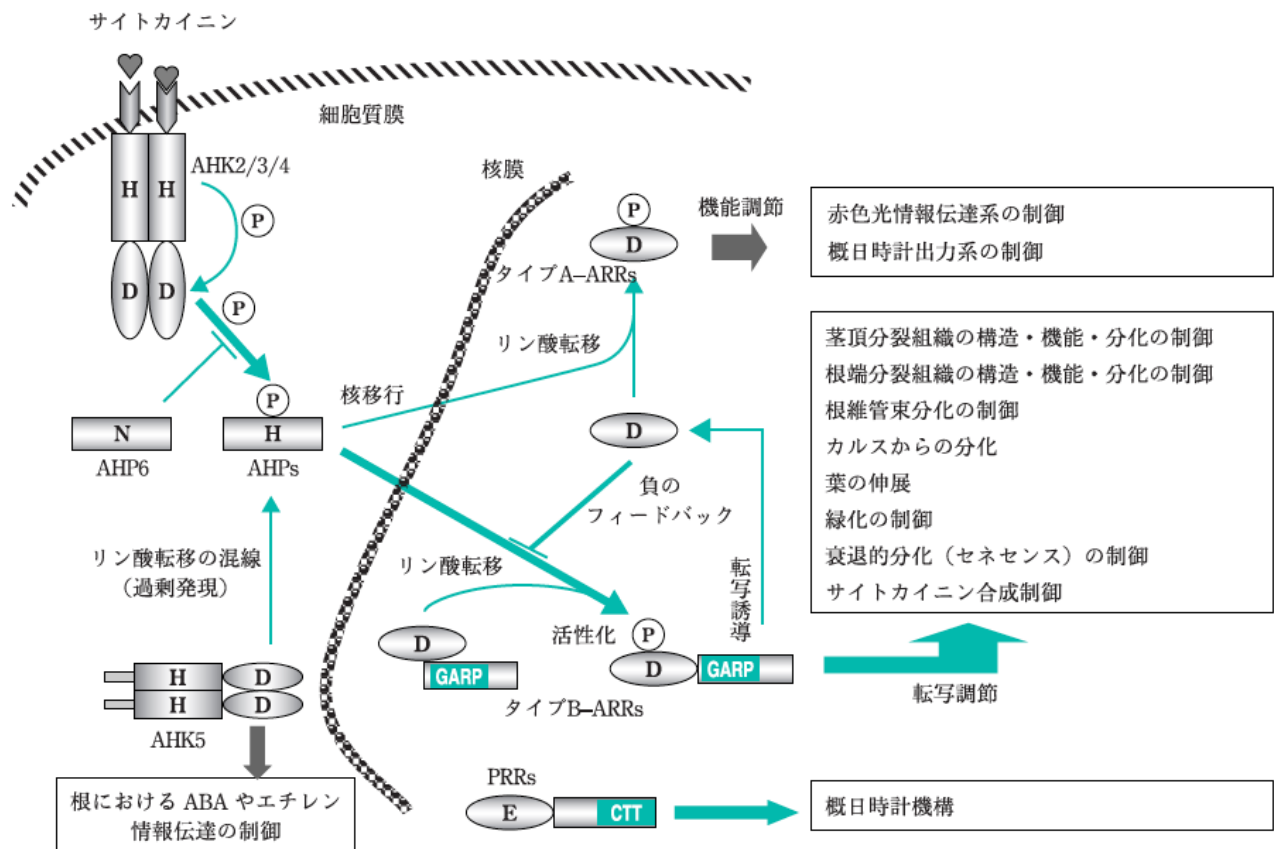 サイトカイニン
細胞質膜
AHK2/3/4
H
H
P
D
D
P
核膜
P
D
タイプA–ARRs
機能調節
赤色光情報伝達系の制御
概日時計出力系の制御
リン酸転移
核移行
N
AHP6
P
H
AHPs
D
負の
フィードバック
茎頂分裂組織の構造・機能・分化の制御
根端分裂組織の構造・機能・分化の制御
根維管束分化の制御
カルスからの分化
葉の伸展
緑化の制御
衰退的分化（セネセンス）の制御
サイトカイニン合成制御
リン酸転移の混線
（過剰発現）
リン酸転移
転写誘導
活性化
D
GARP
P
D
GARP
タイプB–ARRs
転写調節
H
D
H
D
AHK5
根における ABA やエチレン
情報伝達の制御
PRRs
E
CTT
概日時計機構